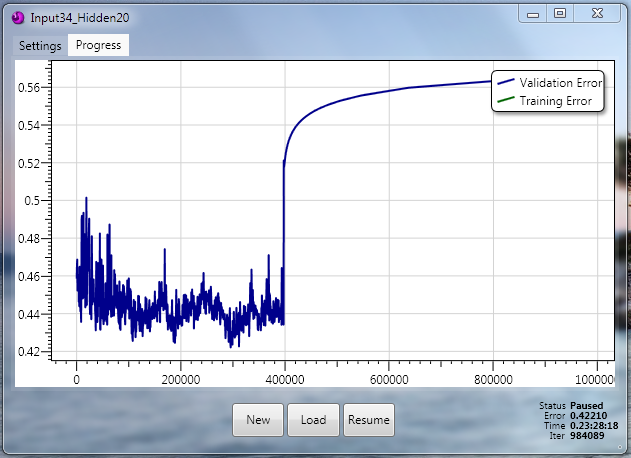 Input34_Hidden20
Settings Progress
0.56
0.54
0.52
0.5
0.48
0.46
0.44
0.42
Validation Error
Training Error
0 200000 400000 600000 800000 1000000
New Load Resume
Status Paused
Error 0.42210
Time 0.23:28:18
Iter 984089